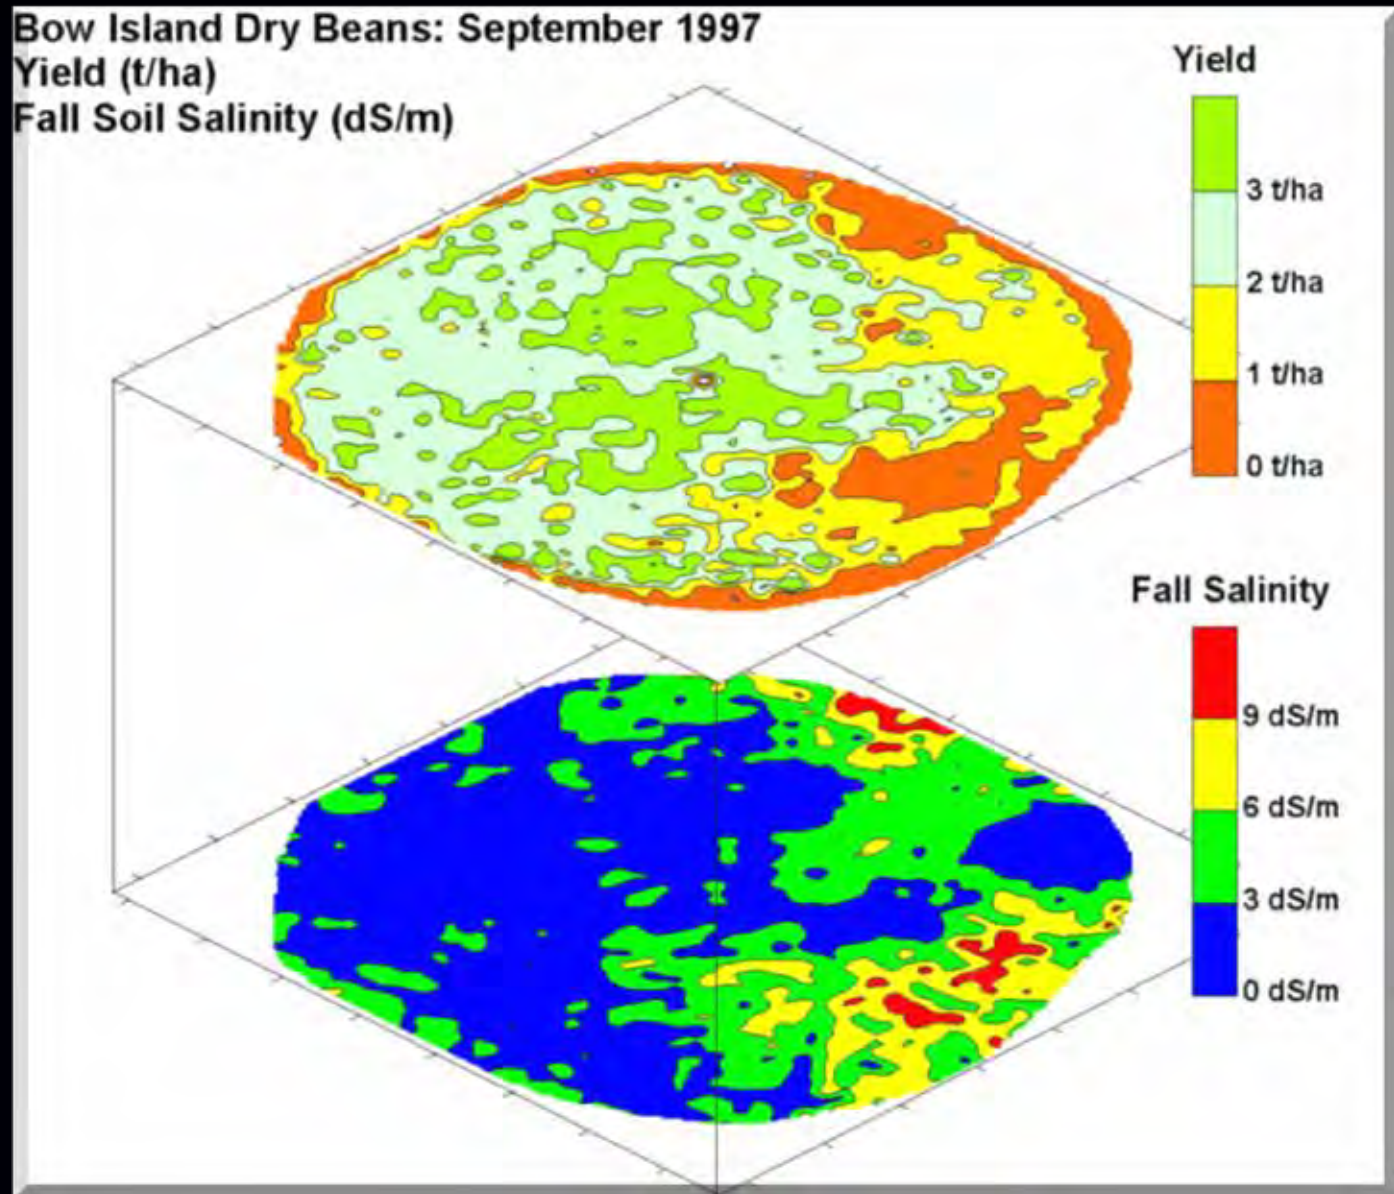 Bow Island Dry Beans: September 1997
Yield (t/ha)
Fall Soil Salinity (dS/m)
Yield
3 t/ha
2 t/ha
1 t/ha
0 t/ha
Fall Salinity
9 dS/m
6 dS/m
3 dS/m
0 dS/m